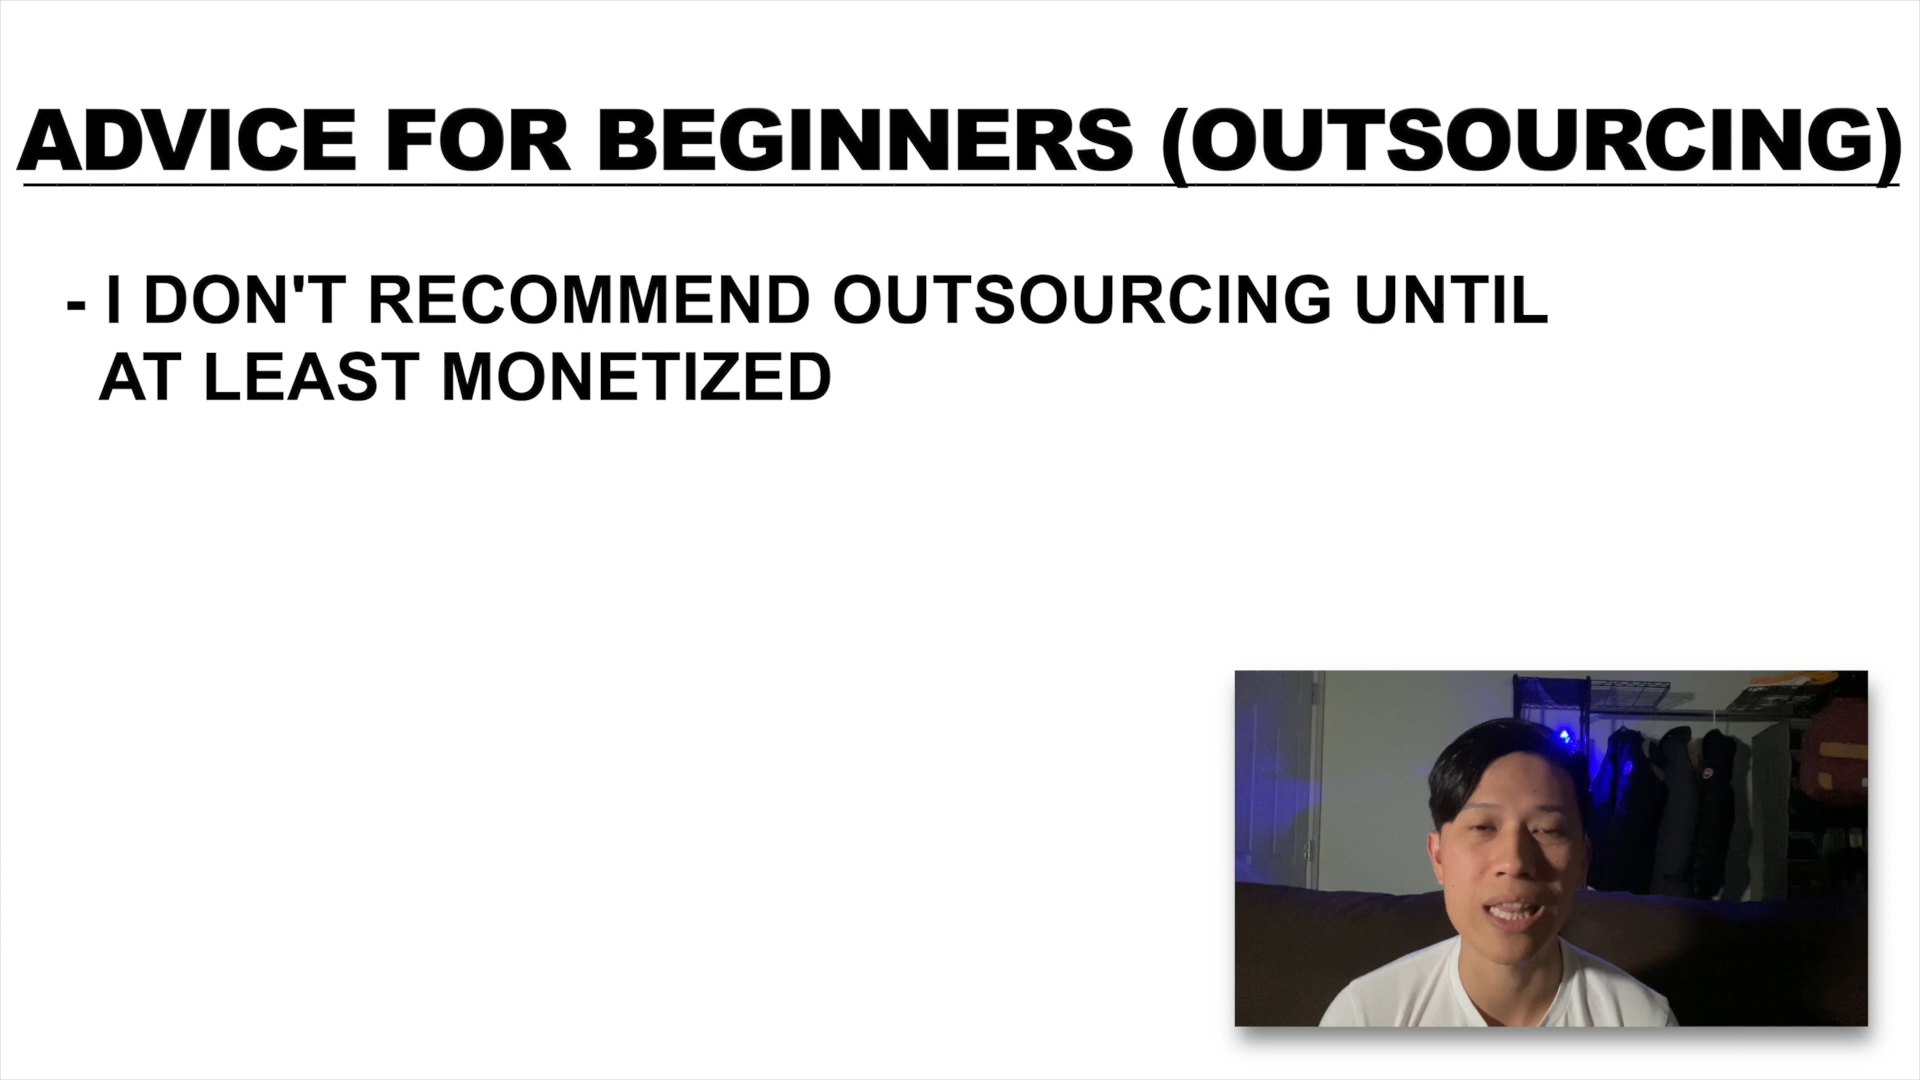 ADVICE FOR BEGINNERS (OUTSOURCING)
- I DON'T RECOMMEND OUTSOURCING UNTIL
AT LEAST MONETIZED